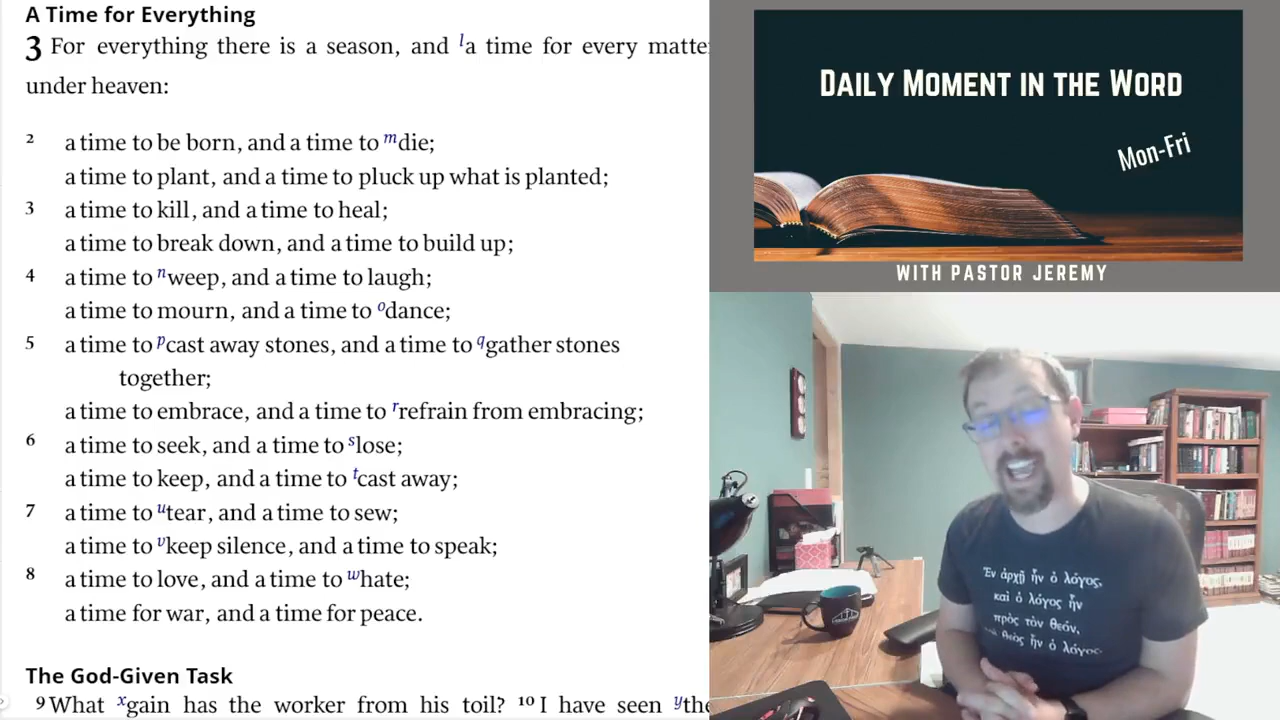 A Time for Everything
3 For everything there is a season, and l a time for every matte
under heaven:
2 a time to be born, and a time to m die;
a time to plant, and a time to pluck up what is planted;
3 a time to kill, and a time to heal;
a time to break down, and a time to build up;
4 a time to n weep, and a time to laugh;
a time to mourn, and a time to o dance;
5 a time to p cast away stones, and a time to q gather stones
together;
a time to embrace, and a time to r refrain from embracing;
6 a time to seek, and a time to s lose;
a time to keep, and a time to t cast away;
7 a time to u tear, and a time to sew;
a time to v keep silence, and a time to speak;
8 a time to love, and a time to w hate;
a time for war, and a time for peace.
The God-Given Task
9 What x gain has the worker from his toil? 10 I have seen y the
DAILY MOMENT IN THE WORD
Mon-Fri
WITH PASTOR JEREMY
Ἐν ἀρχῇ ἦν ὁ λόγος,
καὶ ὁ λόγος ἦν
πρὸς τὸν θεόν,
καὶ θεὸς ἦν ὁ λόγος.